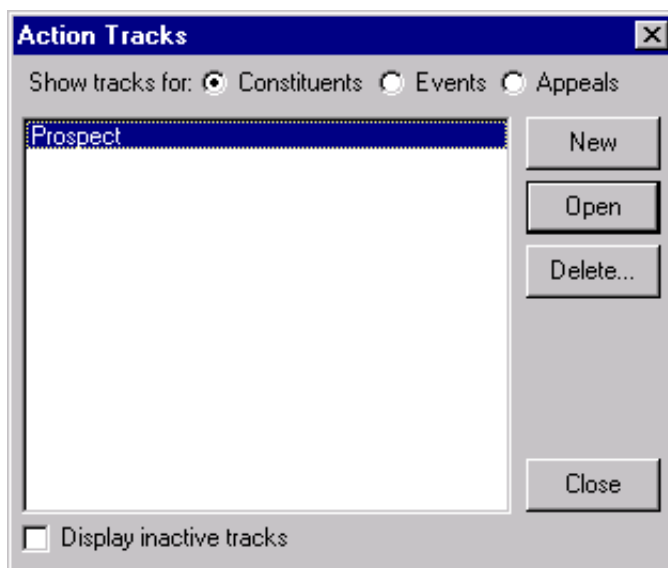 Action Tracks
Show tracks for: Constituents Events Appeals
Prospect
New
Open
Delete...
Close
Display inactive tracks